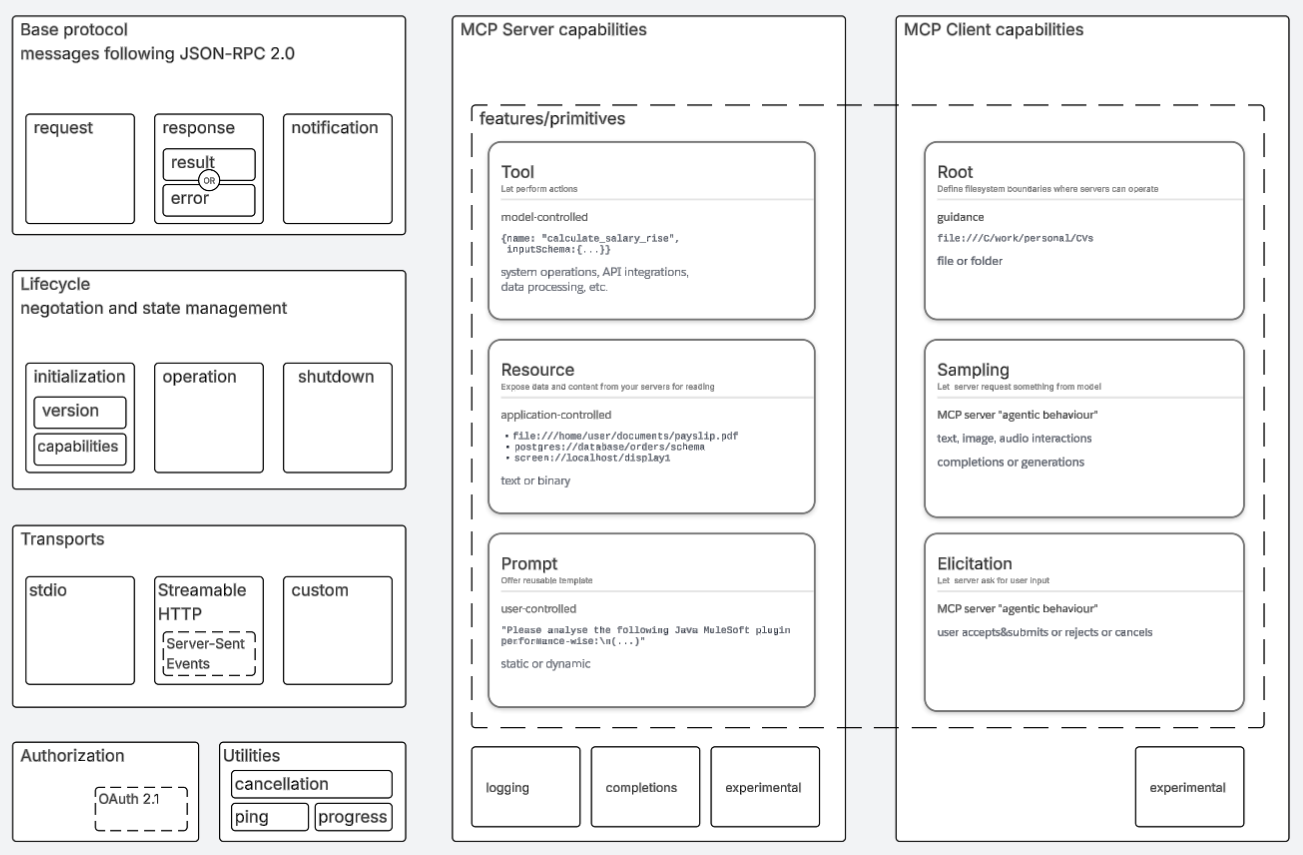 Base protocol
messages following JSON-RPC 2.0
request
response
result
OR
error
notification
Lifecycle
negotation and state management
initialization
version
capabilities
operation
shutdown
Transports
stdio
Streamable
HTTP
Server-Sent
Events
custom
Authorization
OAuth 2.1
Utilities
cancellation
ping
progress
MCP Server capabilities
features/primitives
Tool
Let perform actions
model-controlled
{name: "calculate_salary_rise",
inputSchema:{...}}
system operations, API integrations,
data processing, etc.
Resource
Expose data and content from your servers for reading
application-controlled
• file:///home/user/documents/payslip.pdf
• postgres://database/orders/schema
• screen://localhost/display1
text or binary
Prompt
Offer reusable template
user-controlled
"Please analyse the following Java MuleSoft plugin
performance-wise:\n(...)"
static or dynamic
logging
completions
experimental
MCP Client capabilities
Root
Define filesystem boundaries where servers can operate
guidance
file:///C/work/personal/CVs
file or folder
Sampling
Let server request something from model
MCP server "agentic behaviour"
text, image, audio interactions
completions or generations
Elicitation
Let server ask for user input
MCP server "agentic behaviour"
user accepts&submits or rejects or cancels
experimental